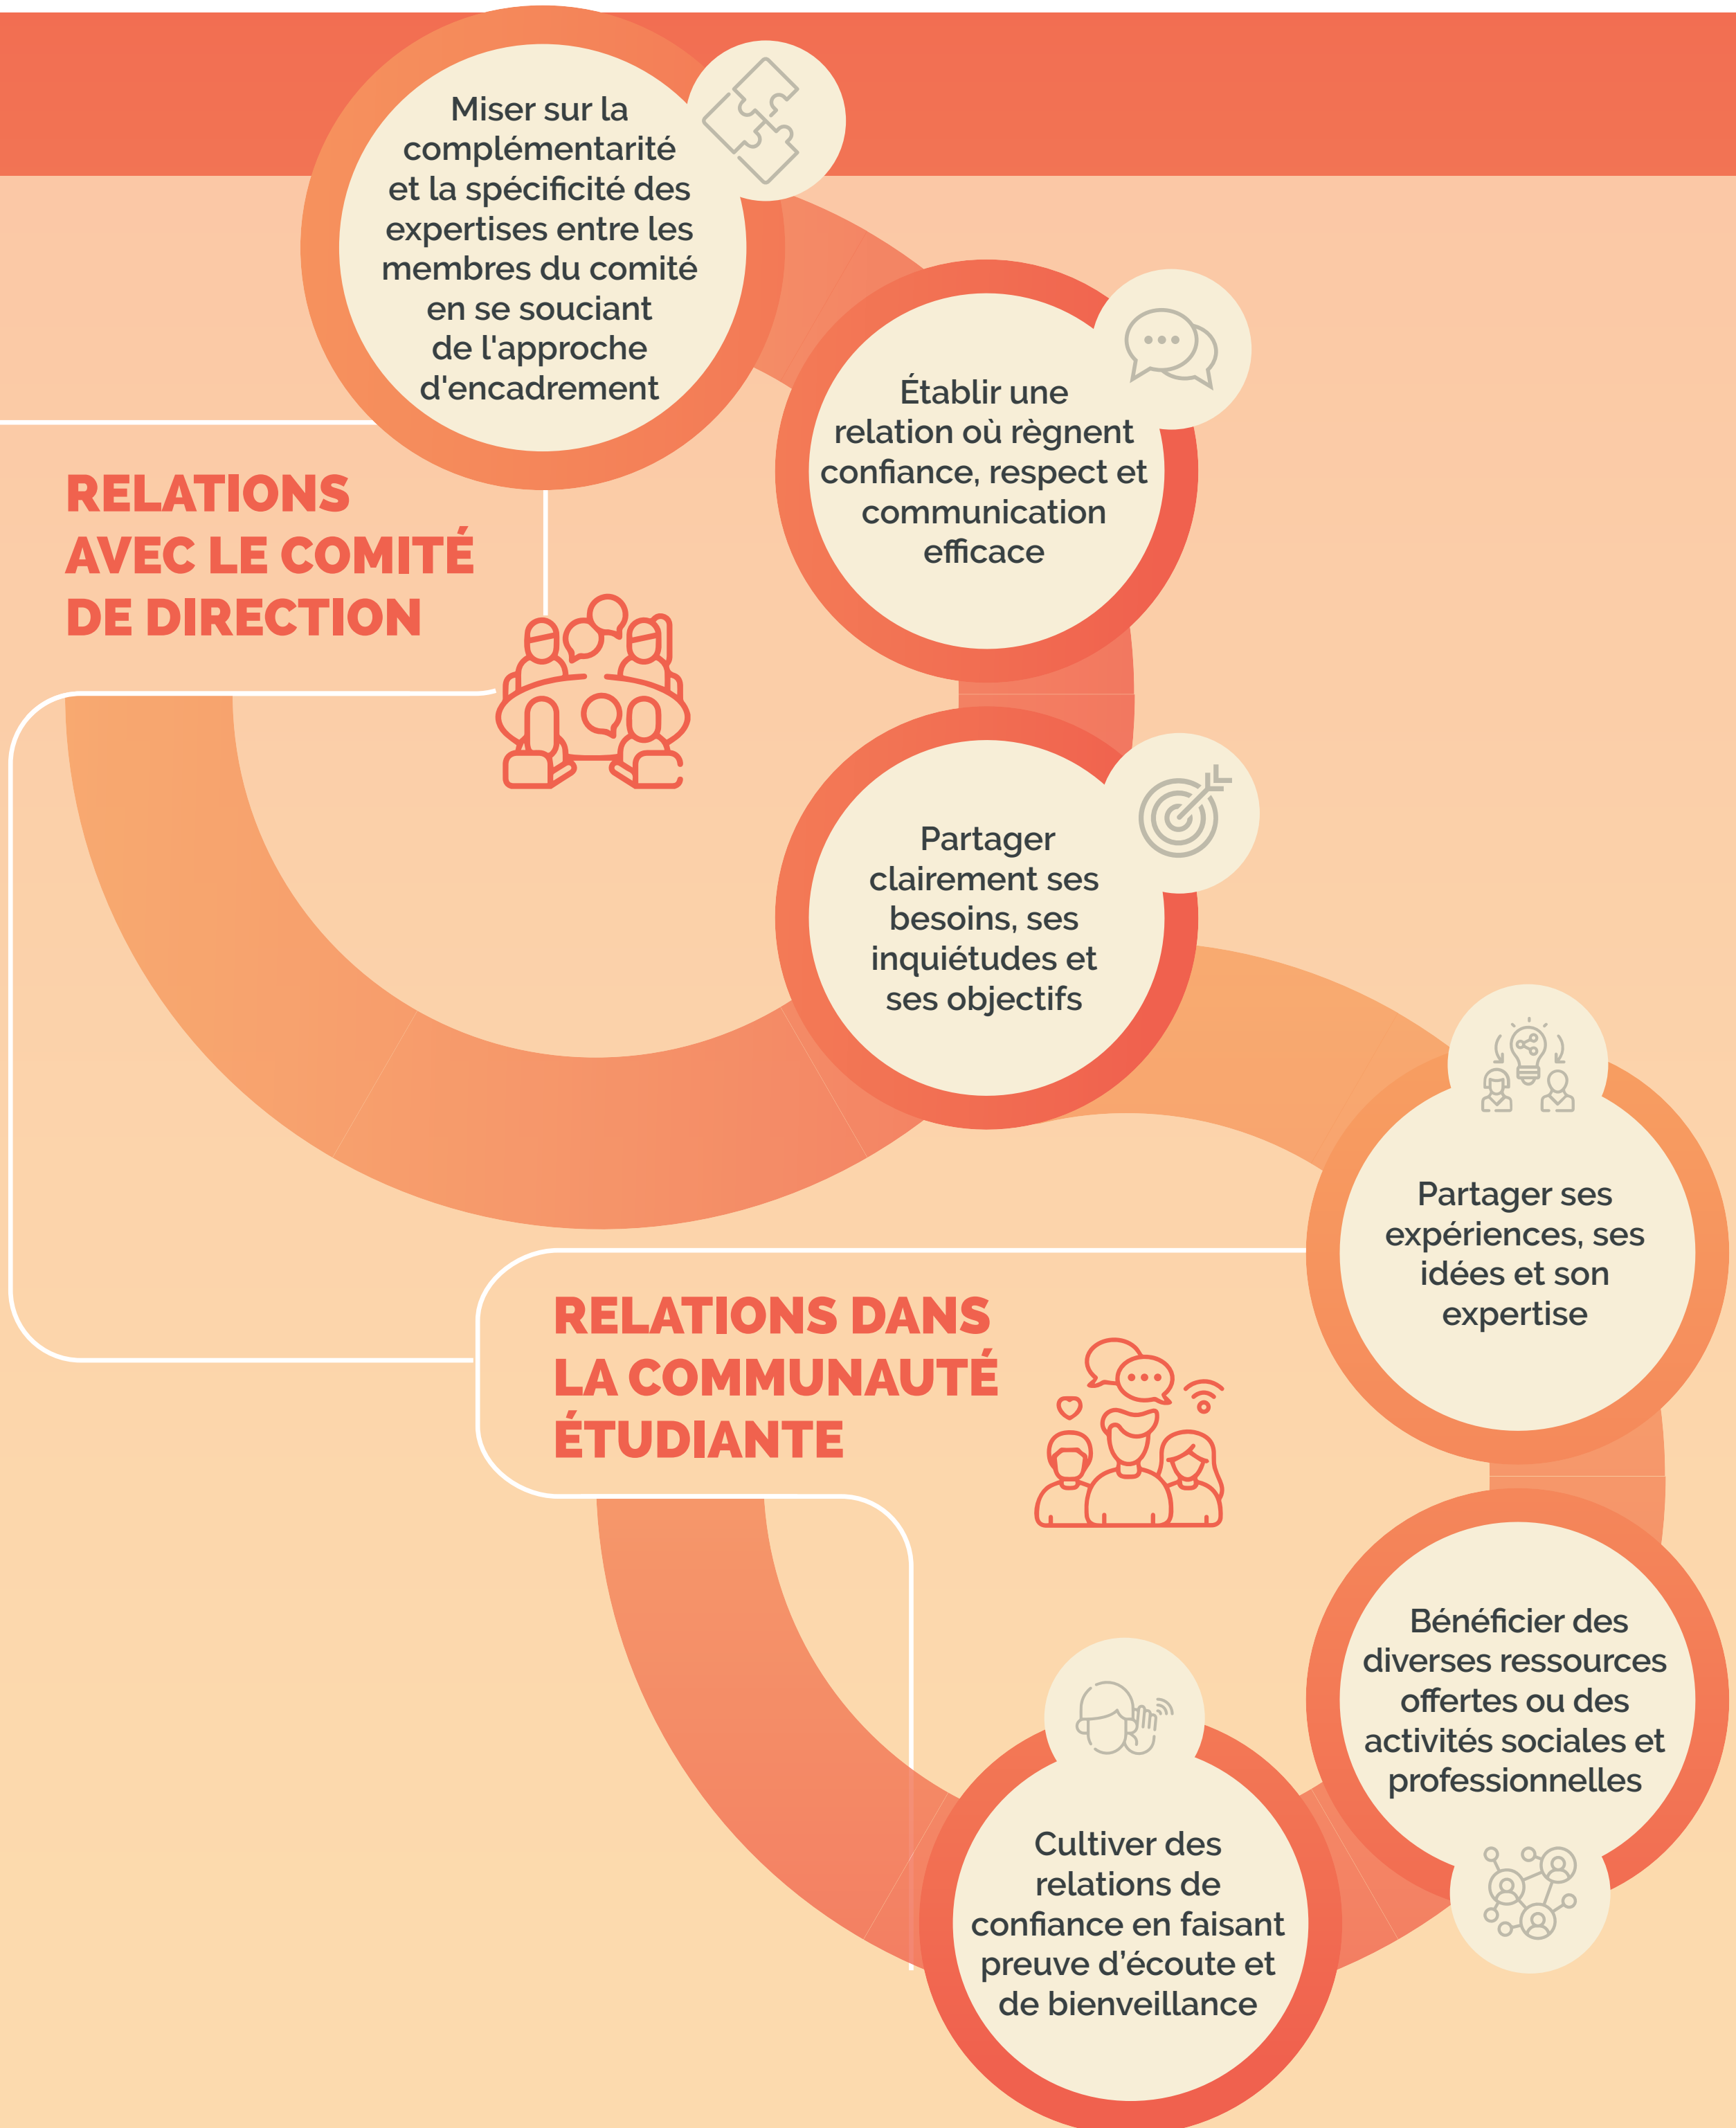 Miser sur la
complémentarité
et la spécificité des
expertises entre les
membres du comité
en se souciant
de l'approche
d'encadrement
Établir une
relation où règnent
confiance, respect et
communication
efficace
RELATIONS
AVEC LE COMITÉ
DE DIRECTION
Partager
clairement ses
besoins, ses
inquiétudes et
ses objectifs
Partager ses
expériences, ses
idées et son
expertise
RELATIONS DANS
LA COMMUNAUTÉ
ÉTUDIANTE
Bénéficier des
diverses ressources
offertes ou des
activités sociales et
professionnelles
Cultiver des
relations de
confiance en faisant
preuve d’écoute et
de bienveillance